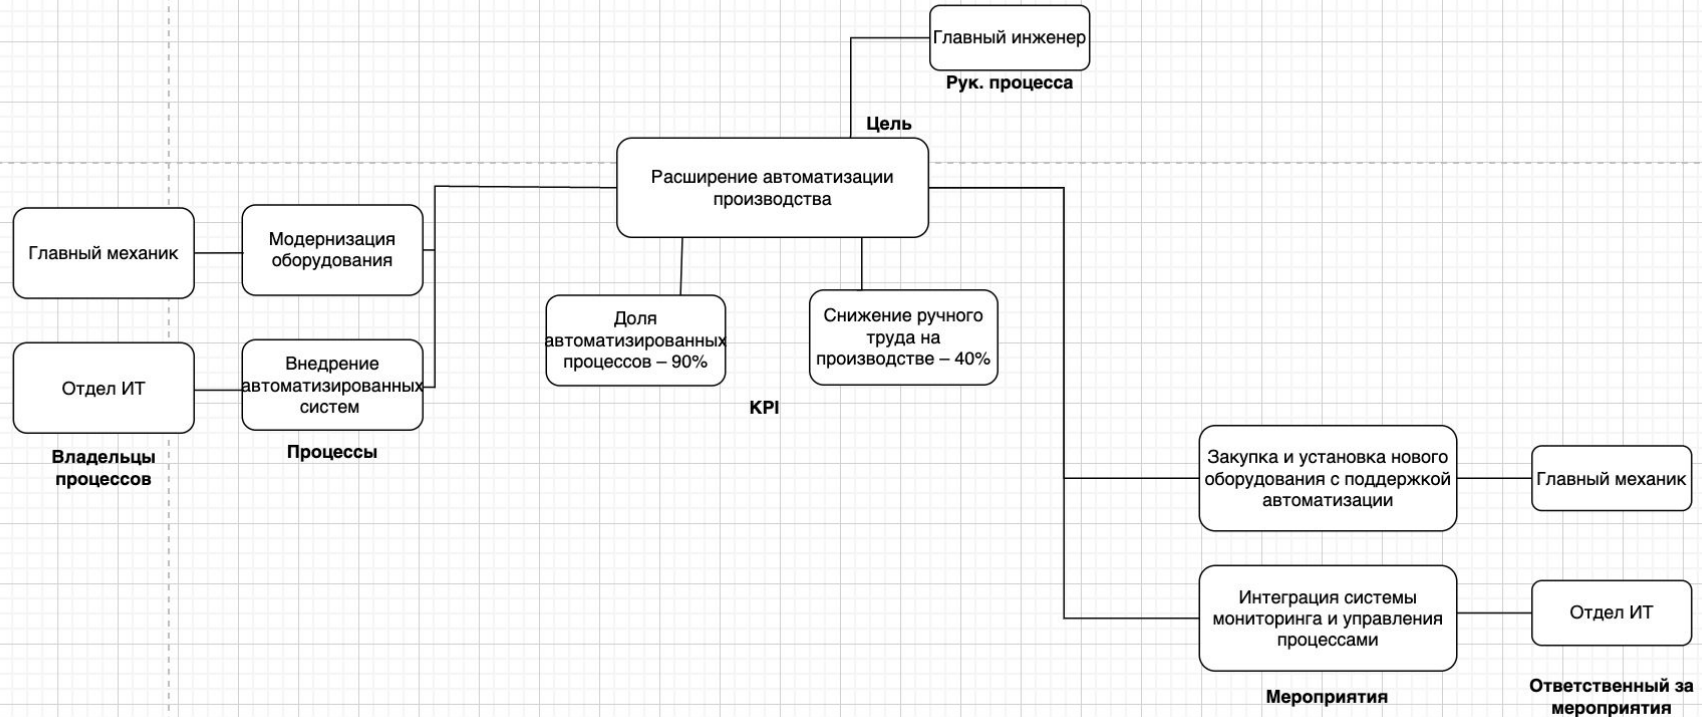 Главный инженер
Рук. процесса
Цель
Расширение автоматизации
производства
Главный механик
Модернизация
оборудования
Отдел ИТ
Внедрение
автоматизированных
систем
Владельцы
процессов
Процессы
Доля
автоматизированных
процессов – 90%
Снижение ручного
труда на
производстве – 40%
KPI
Закупка и установка нового
оборудования с поддержкой
автоматизации
Главный механик
Интеграция системы
мониторинга и управления
процессами
Отдел ИТ
Мероприятия
Ответственный за
мероприятия